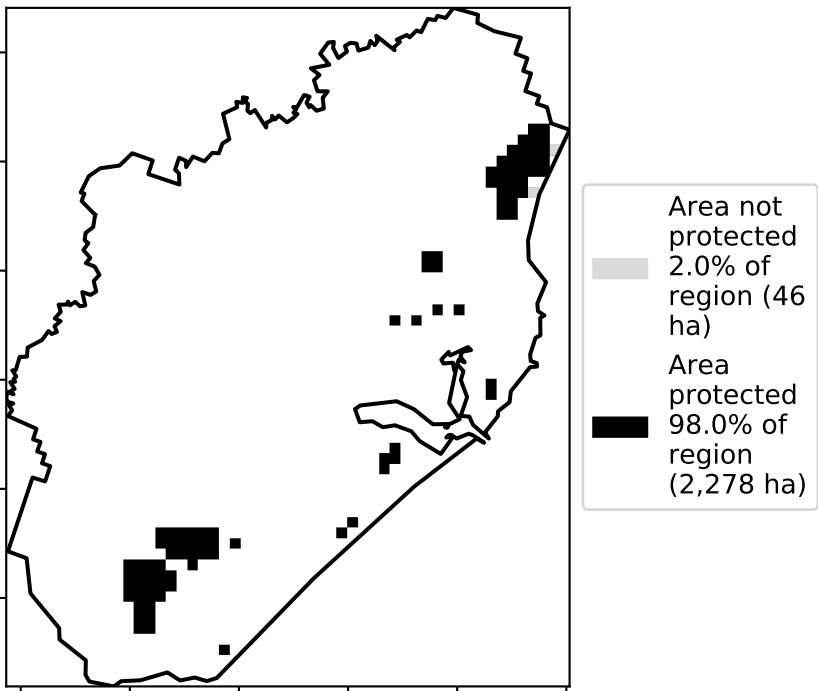 Area not
protected
2.0% of
region (46
ha)
Area
protected
98.0% of
region
(2,278 ha)